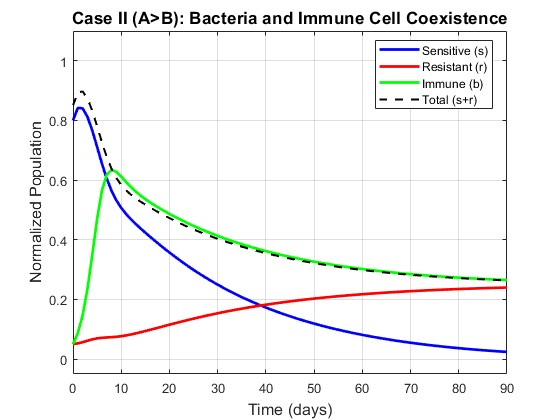 Case II (A>B): Bacteria and Immune Cell Coexistence
Sensitive (s)
Resistant (r)
Immune (b)
Total (s+r)
Normalized Population
1
0.8
0.6
0.4
0.2
0
0 10 20 30 40 50 60 70 80 90
Time (days)